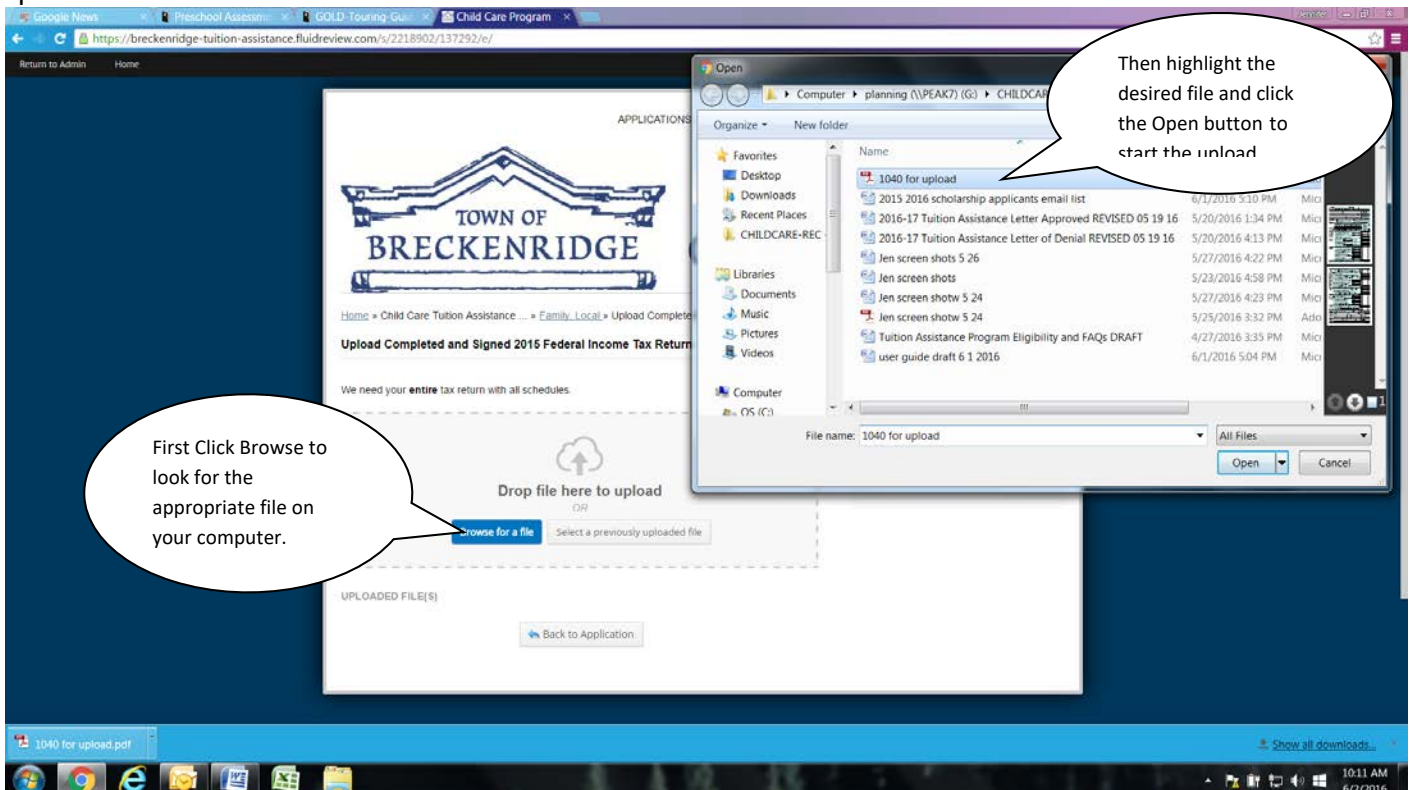 Google News
Preschool Assessm
GOLD-Touring-Gui
Child Care Program
https://breckenridge-tuition-assistance.fluidreview.com/s/2218902/137292/e/
Return to Admin Home
APPLICATIONS
TOWN OF
BRECKENRIDGE
Home » Child Care Tuition Assistance ... » Family, Local » Upload Complete
Upload Completed and Signed 2015 Federal Income Tax Return
We need your entire tax return with all schedules.
Drop file here to upload
OR
Browse for a file Select a previously uploaded file
UPLOADED FILE(S)
Back to Application
First Click Browse to
look for the
appropriate file on
your computer.
Open
Computer planning (\\PEAK7) (G:) CHILDCAR
Organize New folder
Favorites
Desktop
Downloads
Recent Places
CHILDCARE-REC
Libraries
Documents
Music
Pictures
Videos
Computer
OS (C:)
Name
1040 for upload
2015 2016 scholarship applicants email list 6/1/2016 5:10 PM Mic
2016-17 Tuition Assistance Letter Approved REVISED 05 19 16 5/20/2016 1:34 PM Mic
2016-17 Tuition Assistance Letter of Denial REVISED 05 19 16 5/20/2016 4:13 PM Mic
Jen screen shots 5 26 5/27/2016 4:22 PM Mic
Jen screen shots 5/23/2016 4:58 PM Mic
Jen screen shotw 5 24 5/27/2016 4:23 PM Mic
Jen screen shotw 5 24 5/25/2016 3:32 PM Ado
Tuition Assistance Program Eligibility and FAQs DRAFT 4/27/2016 3:35 PM Mic
user guide draft 6 1 2016 6/1/2016 5:04 PM Mic
File name: 1040 for upload All Files
Open Cancel
Then highlight the
desired file and click
the Open button to
start the upload
1040 for upload.pdf
Show all downloads...
10:11 AM
6/2/2016